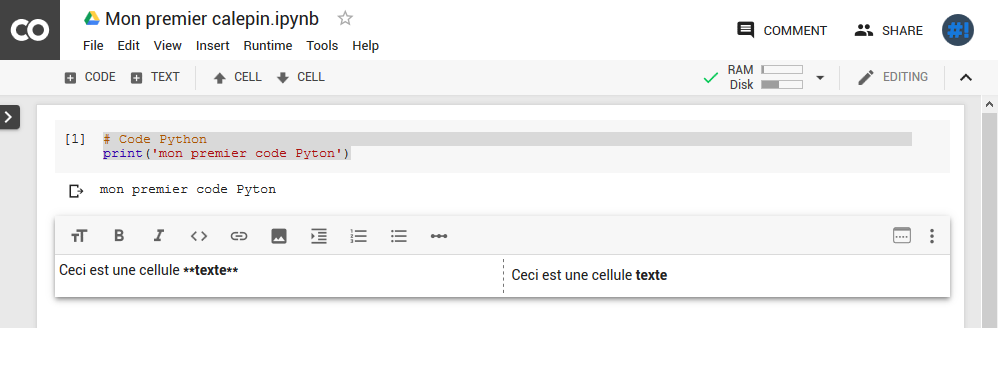 CO Mon premier calepin.ipynb
File Edit View Insert Runtime Tools Help
COMMENT SHARE #!
CODE TEXT CELL CELL RAM Disk EDITING
[1] # Code Python
print('mon premier code Pyton')
mon premier code Pyton
Ceci est une cellule **texte** Ceci est une cellule texte